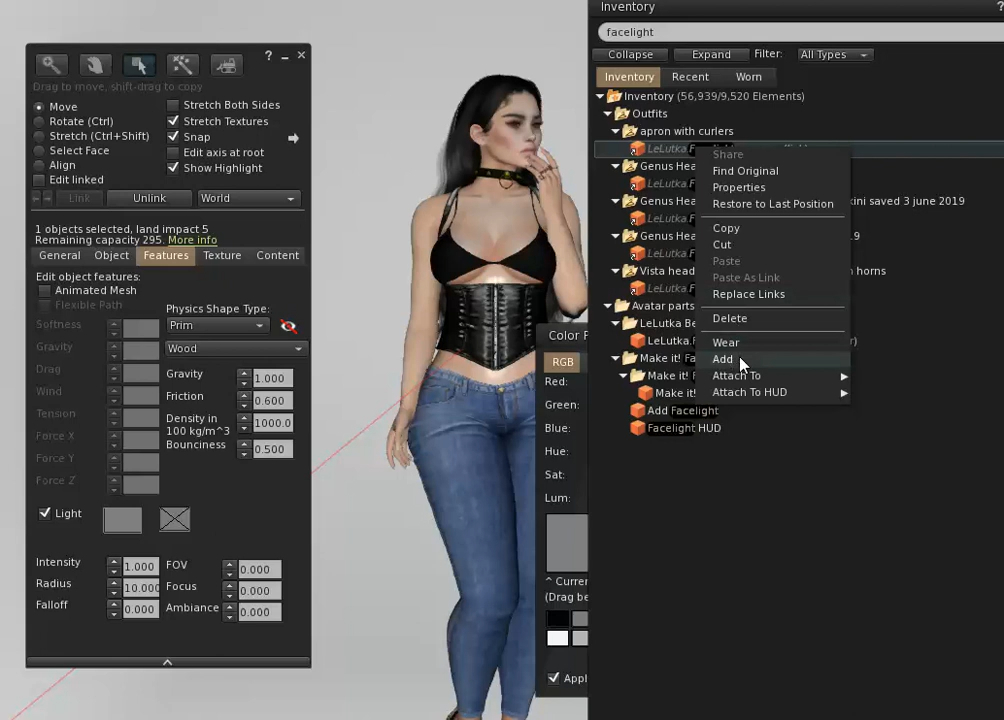 Inventory
?
facelight
Collapse
Expand
Filter:
All Types
Inventory
Recent
Worn
Inventory (56,939/9,520 Elements)
Outfits
apron with curlers
LeLutka.F
Genus Hea
LeLutka.
Genus Hea
kini saved 3 june 2019
LeLutka.
Genus Hea
19
LeLutka.F
Vista head
n horns
LeLutka.F
Avatar parts
LeLutka Be
LeLutka.
r)
Make it! Fa
Make it!
Make it!
Add Facelight
Facelight HUD
Share
Find Original
Properties
Restore to Last Position
Copy
Cut
Paste
Paste As Link
Replace Links
Delete
Wear
Add
Attach To
Attach To HUD
?
Drag to move, shift-drag to copy
Move
Rotate (Ctrl)
Stretch (Ctrl+Shift)
Select Face
Align
Edit linked
Stretch Both Sides
Stretch Textures
Snap
Edit axis at root
Show Highlight
Link
Unlink
World
1 objects selected, land impact 5
Remaining capacity 295. More info
General
Object
Features
Texture
Content
Edit object features:
Animated Mesh
Flexible Path
Softness
Gravity
Drag
Wind
Tension
Force X
Force Y
Force Z
Physics Shape Type:
Prim
Wood
Gravity
1.000
Friction
0.600
Density in
100 kg/m^3
1000.0
Bounciness
0.500
Light
Intensity
1.000
FOV
0.000
Radius
10.000
Focus
0.000
Falloff
0.000
Ambiance
0.000
Color P
RGB
Red:
Green:
Blue:
Hue:
Sat:
Lum:
^ Curren
(Drag be
Appl